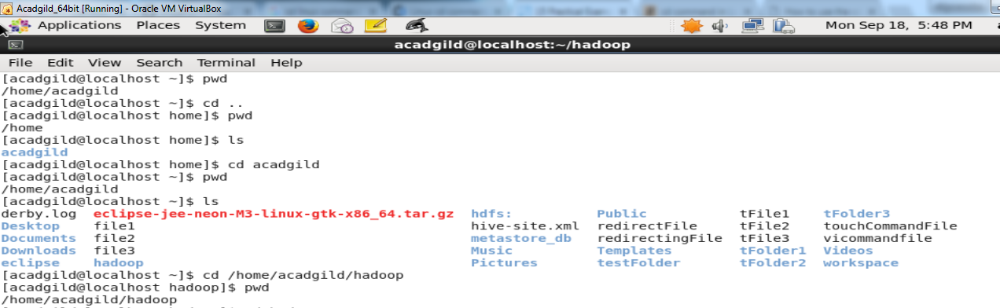 Acadgild_64bit [Running] - Oracle VM VirtualBox
Applications Places System Mon Sep 18, 5:48 PM
acadgild@localhost:~/hadoop
File Edit View Search Terminal Help
[acadgild@localhost ~]$ pwd
/home/acadgild
[acadgild@localhost ~]$ cd ..
[acadgild@localhost home]$ pwd
/home
[acadgild@localhost home]$ ls
acadgild
[acadgild@localhost home]$ cd acadgild
[acadgild@localhost ~]$ pwd
/home/acadgild
[acadgild@localhost ~]$ ls
derby.log eclipse-jee-neon-M3-linux-gtk-x86_64.tar.gz hdfs: Public tFile1 tFolder3
Desktop file1 hive-site.xml redirectFile tFile2 touchCommandFile
Documents file2 metastore_db redirectingFile tFile3 vicommandfile
Downloads file3 Music Templates tFolder1 Videos
eclipse hadoop Pictures testFolder tFolder2 workspace
[acadgild@localhost ~]$ cd /home/acadgild/hadoop
[acadgild@localhost hadoop]$ pwd
/home/acadgild/hadoop